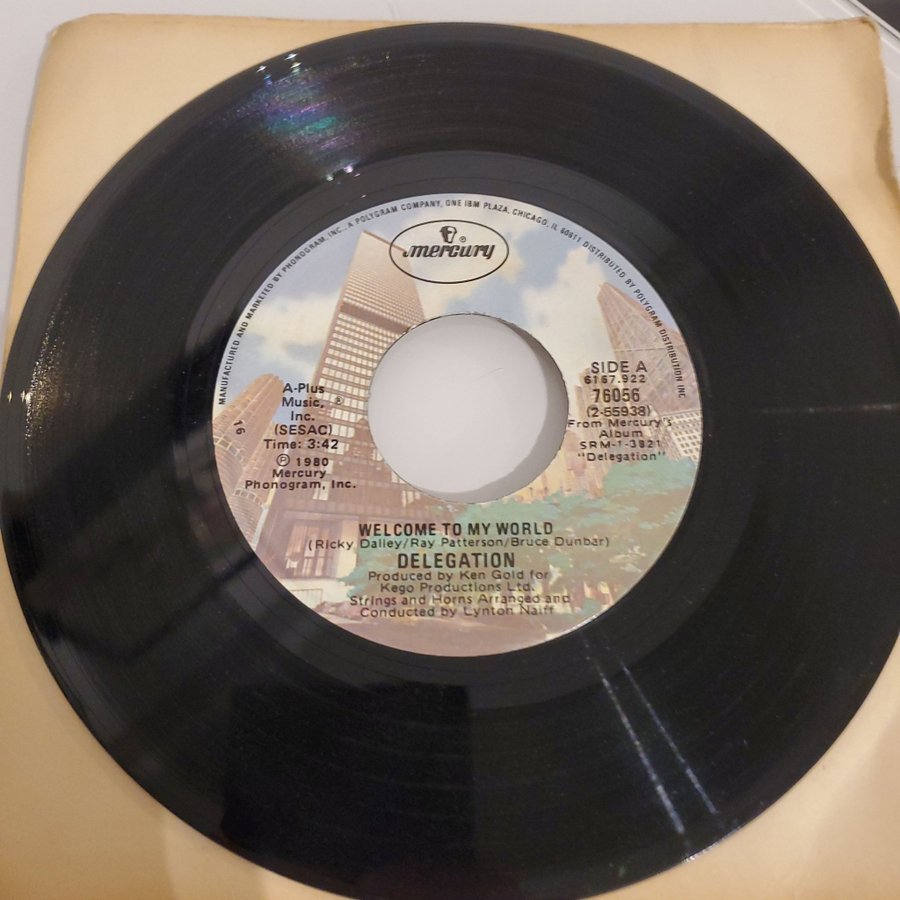 MANUFACTURED AND MARKETED BY PHONOGRAM, INC., A POLYGRAM COMPANY, ONE IBM PLAZA, CHICAGO, IL 60611 DISTRIBUTED BY POLYGRAM DISTRIBUTION INC
mercury ®
A-Plus
Music, ®
Inc.
(SESAC)
Time: 3:42
℗ 1980
Mercury
Phonogram, Inc.
16
SIDE A
6167.922
76056
(2-55938)
From Mercury's
Album
SRM-1-3821
"Delegation"
WELCOME TO MY WORLD
(Ricky Dailey/Ray Patterson/Bruce Dunbar)
DELEGATION
Produced by Ken Gold for
Kego Productions Ltd.
Strings and Horns Arranged and
Conducted by Lynton Naiff